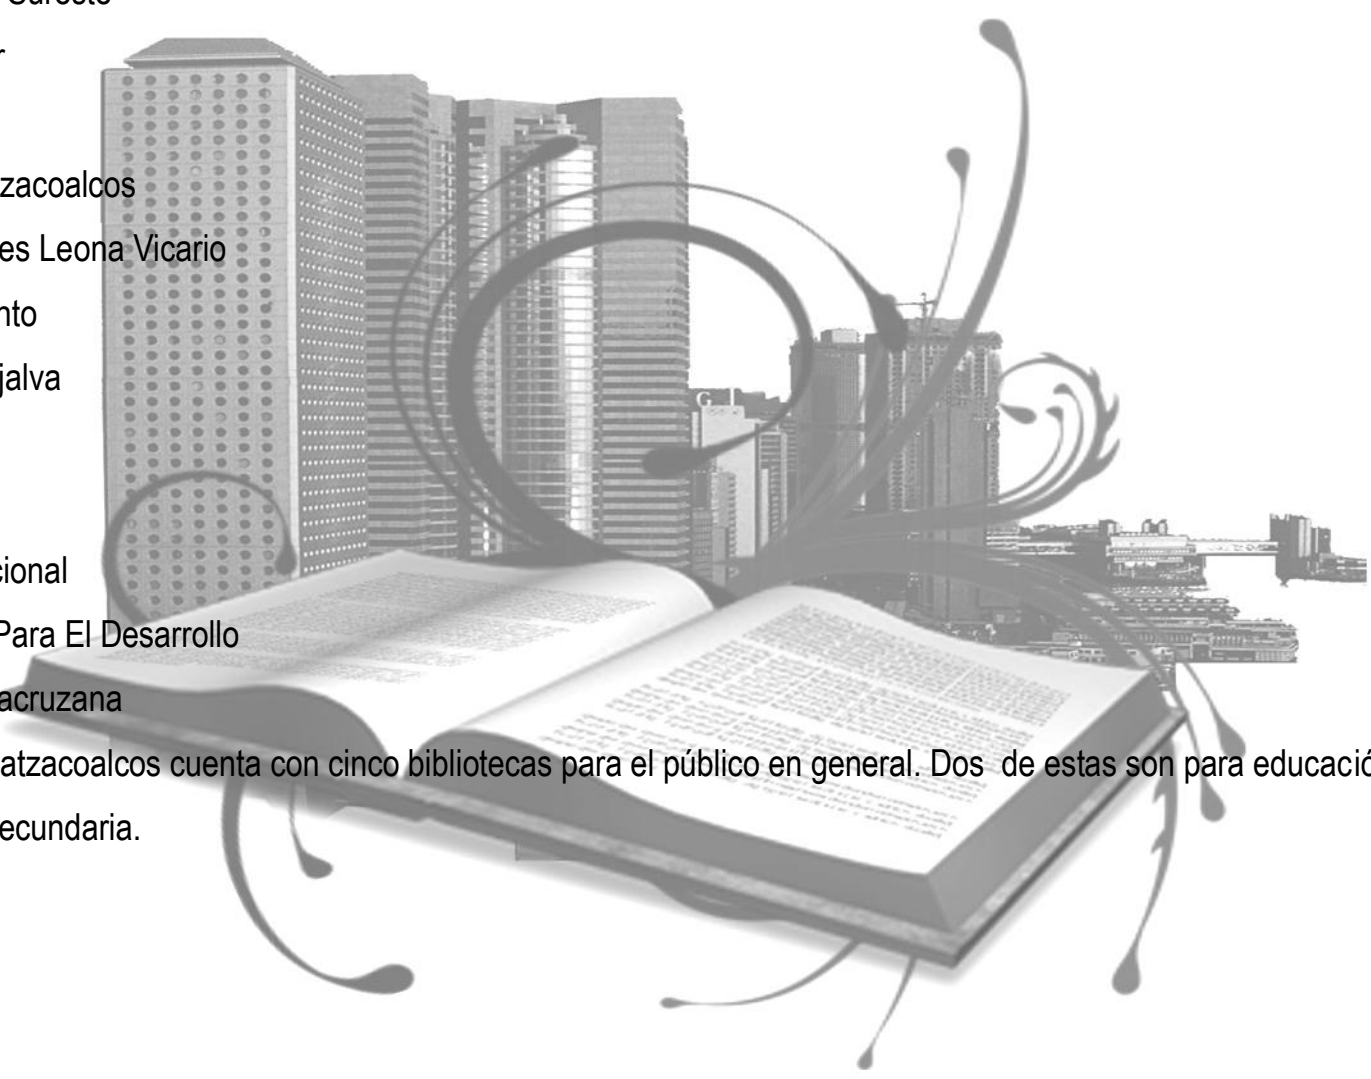 Sureste
r
zacoalcos
es Leona Vicario
nto
jalva
G I
cional
Para El Desarrollo
acruzana
atzacoalcos cuenta con cinco bibliotecas para el público en general. Dos  de estas son para educació
ecundaria.